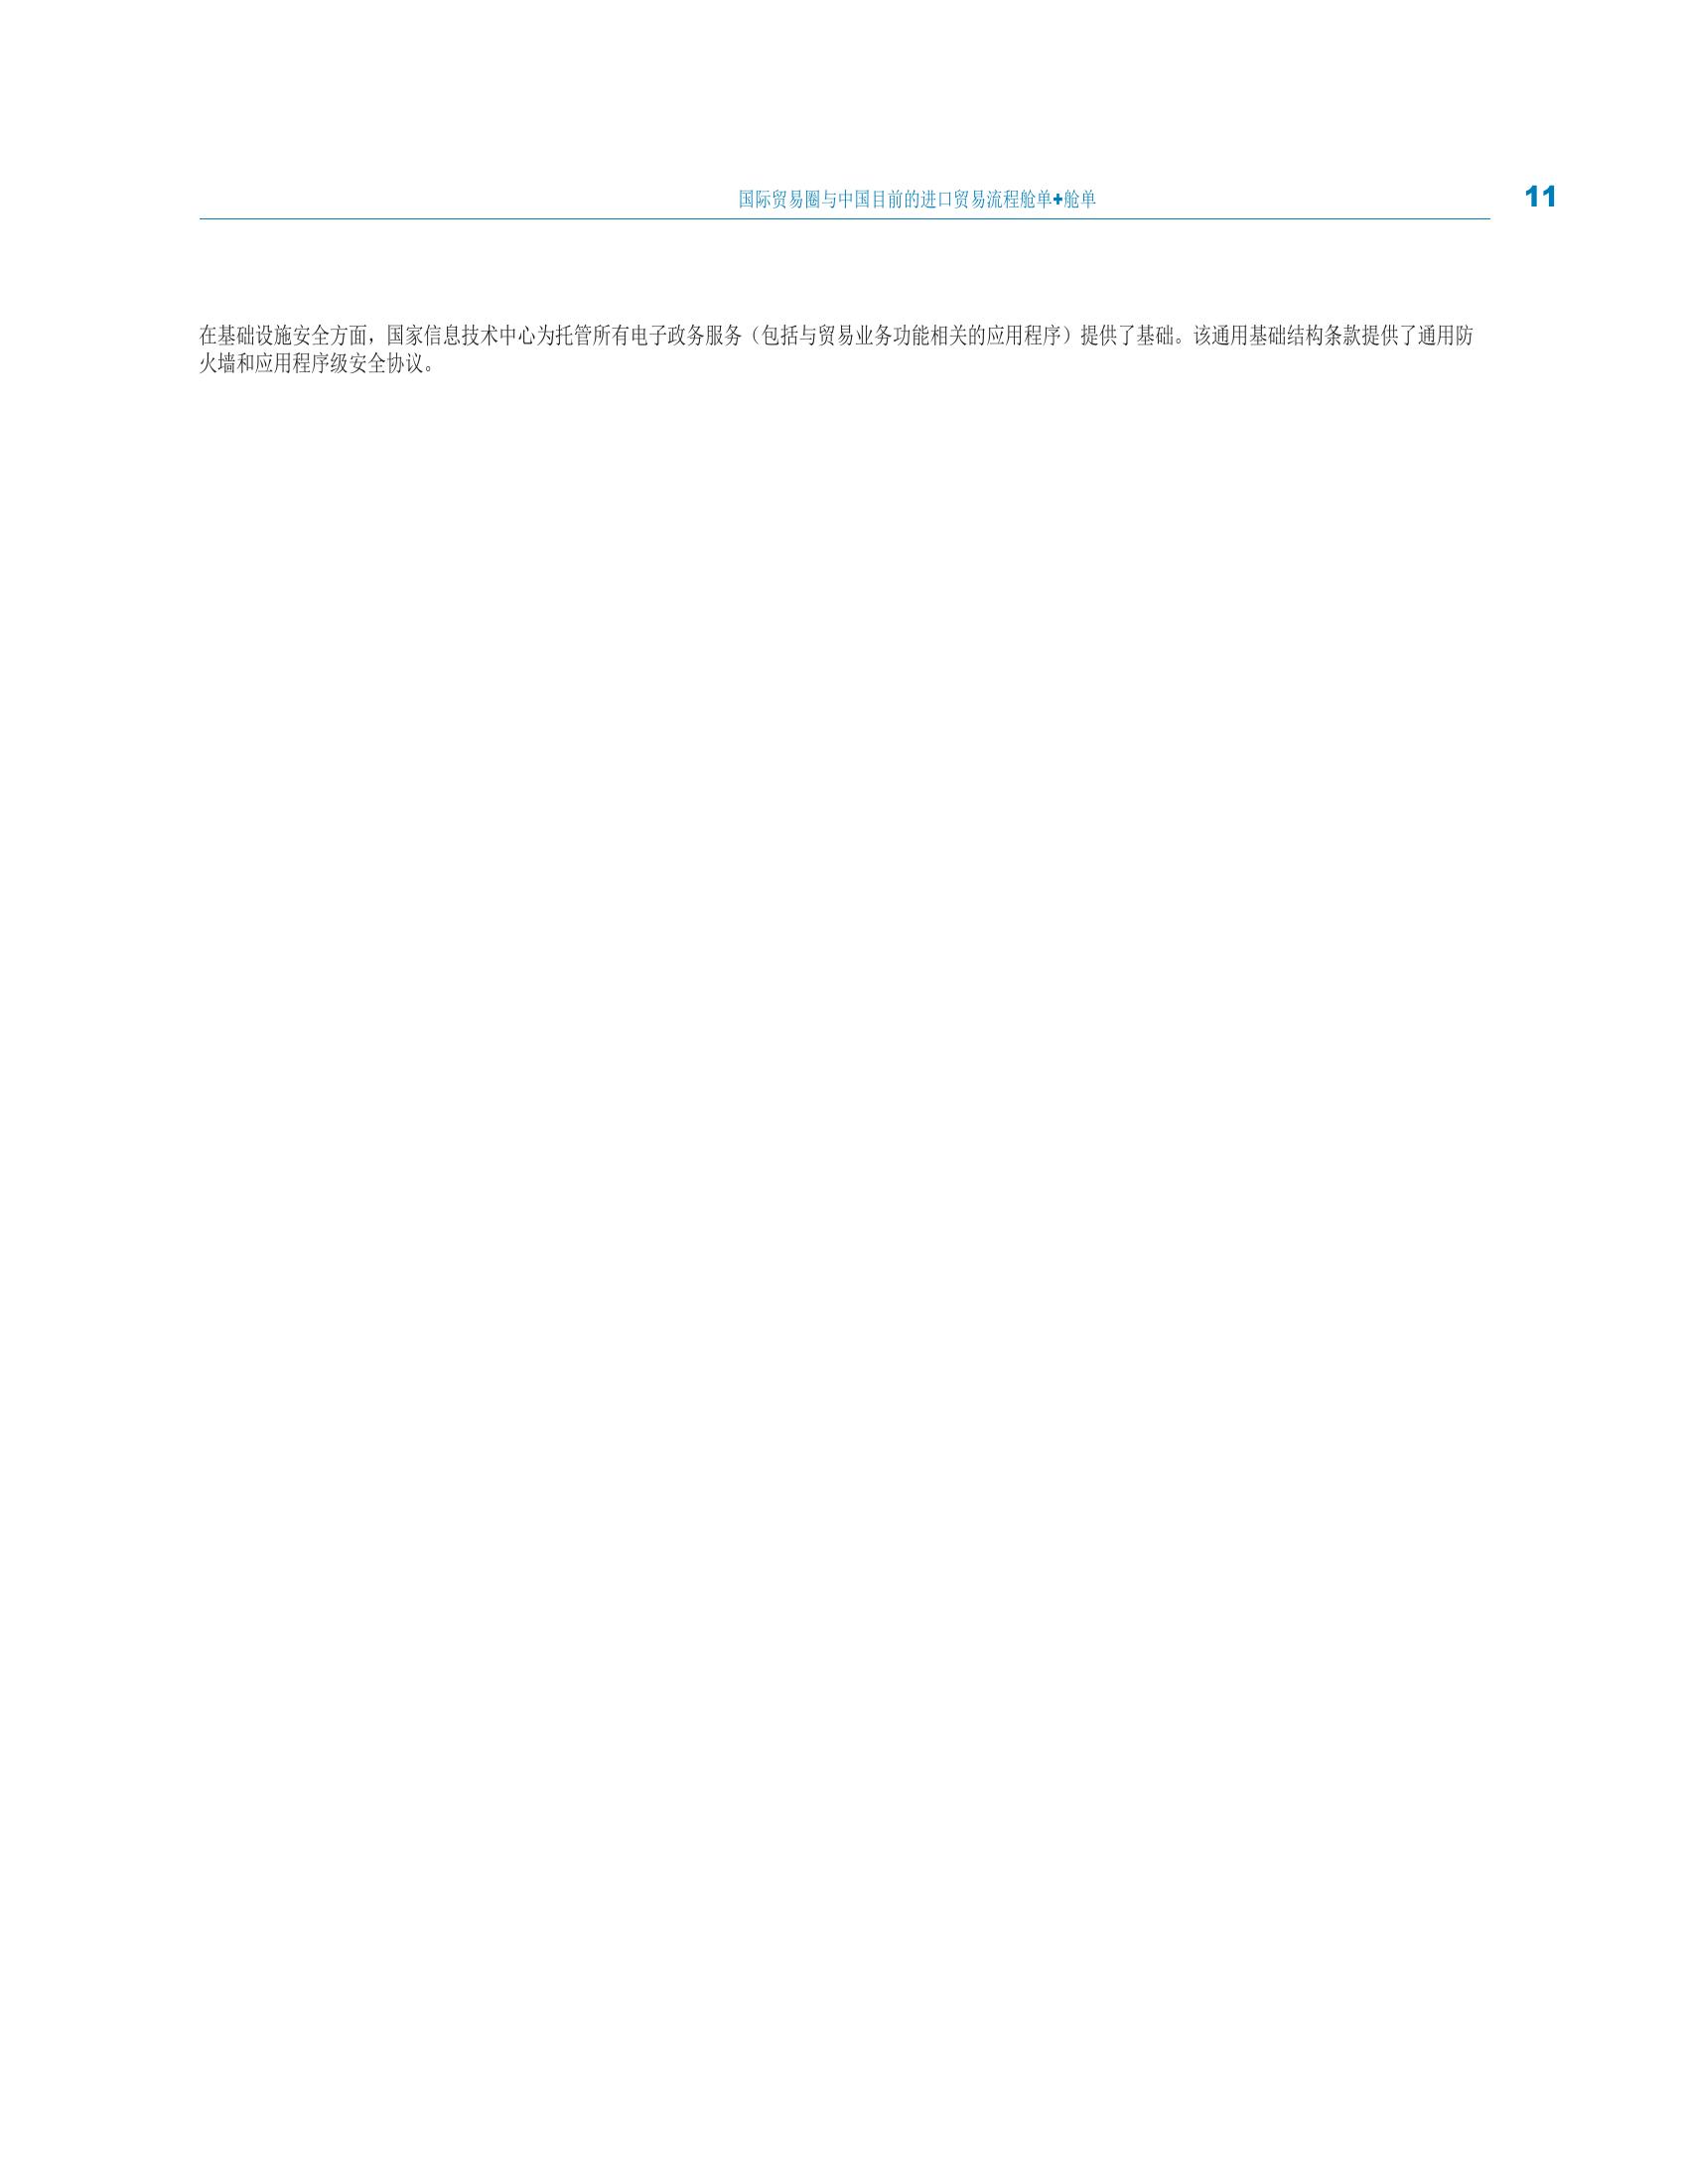 国际贸易圈与中国目前的进口贸易流程舱单+舱单
11
在基础设施安全方面，国家信息技术中心为托管所有电子政务服务（包括与贸易业务功能相关的应用程序）提供了基础。该通用基础结构条款提供了通用防
火墙和应用程序级安全协议。